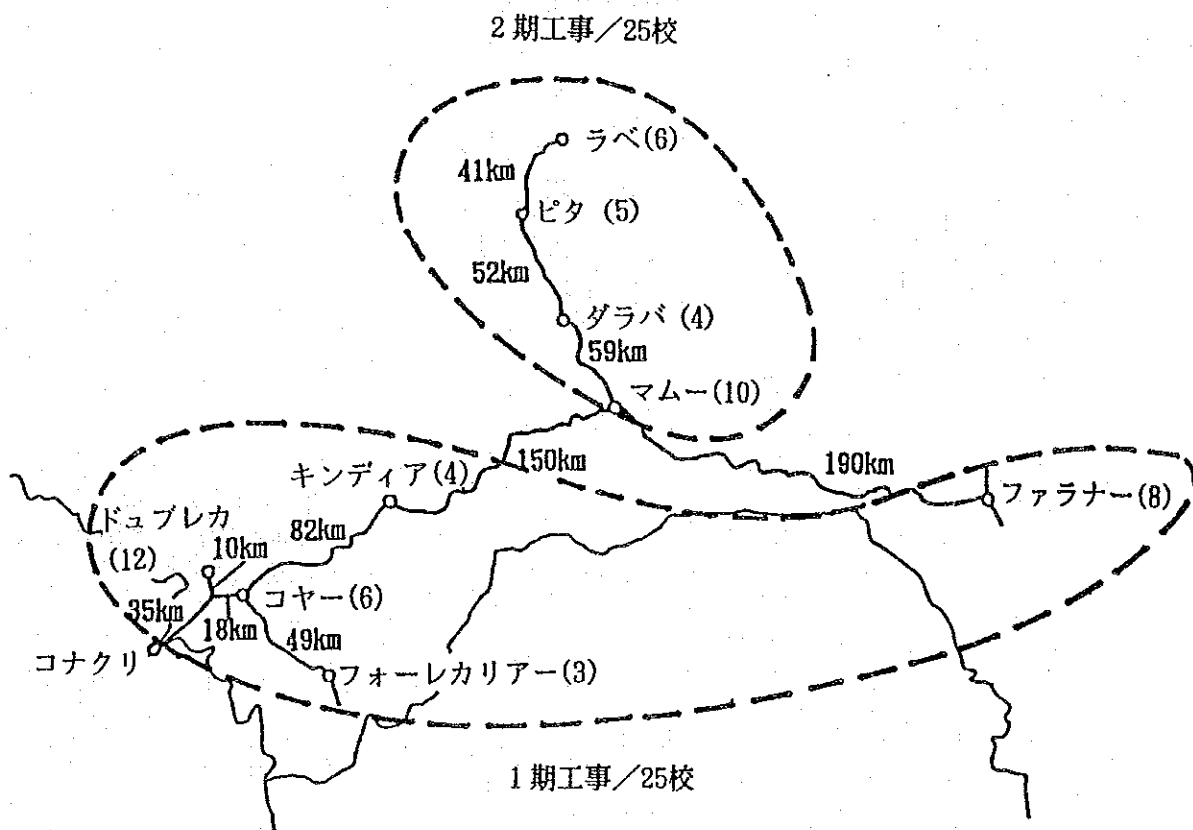 2期工事／25校
ラベ(6)
41km
ピタ (5)
52km
ダラバ (4)
59km
マムー(10)
150km
190km
キンディア(4)
ファラナー(8)
ドュブレカ
(12)
10km
82km
コヤー(6)
35km
18km
49km
コナクリ
フォーレカリアー(3)
1期工事／25校